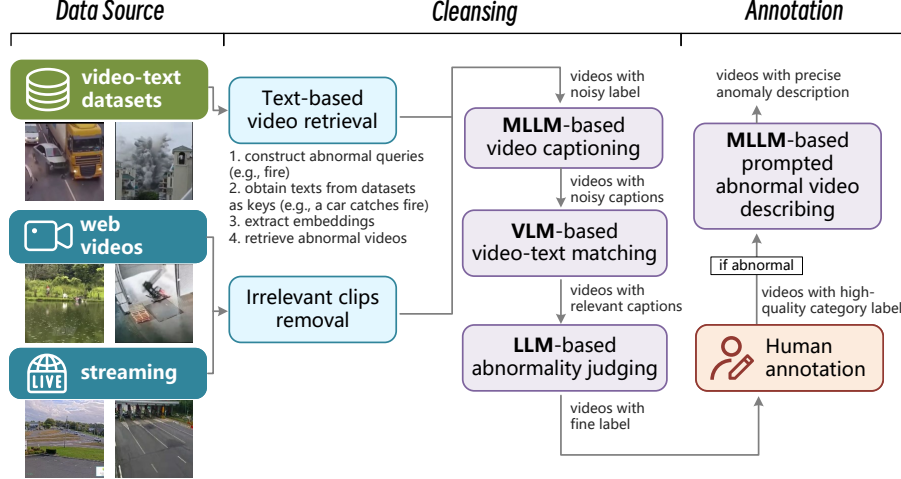 Data Source
Cleansing
Annotation
video-text
datasets
web
videos
LIVE
streaming
Text-based
video retrieval
1. construct abnormal queries
(e.g., fire)
2. obtain texts from datasets
as keys (e.g., a car catches fire)
3. extract embeddings
4. retrieve abnormal videos
Irrelevant clips
removal
videos with
noisy label
MLLM-based
video captioning
videos with
noisy captions
VLM-based
video-text matching
videos with
relevant captions
LLM-based
abnormality judging
videos with
fine label
videos with precise
anomaly description
MLLM-based
prompted
abnormal video
describing
if abnormal
videos with high-
quality category label
Human
annotation